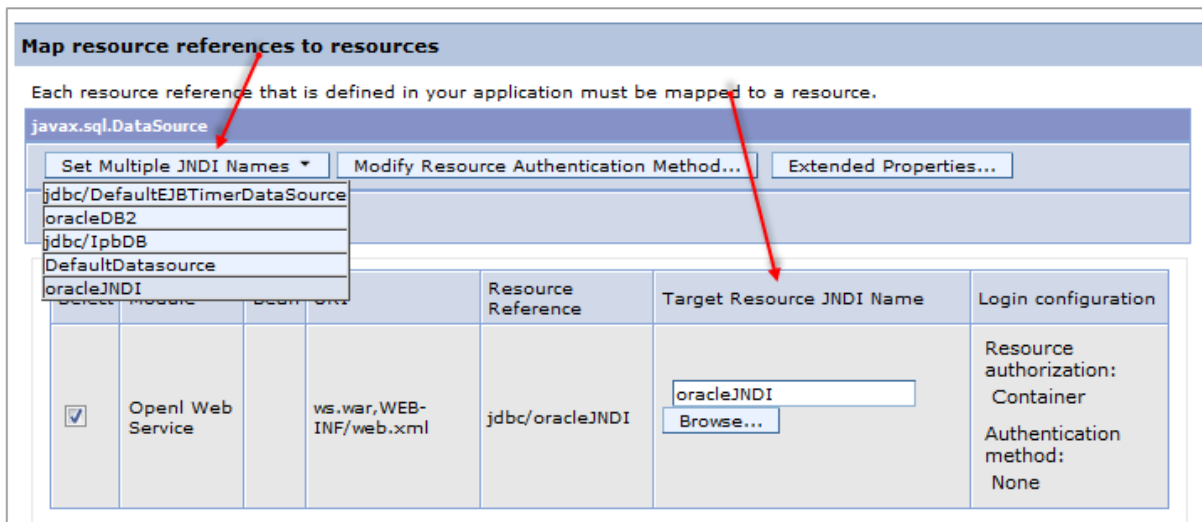 Map resource references to resources
Each resource reference that is defined in your application must be mapped to a resource.
javax.sql.DataSource
Set Multiple JNDI Names
Modify Resource Authentication Method...
Extended Properties...
jdbc/DefaultEJBTimerDataSource
oracleDB2
jdbc/IpbDB
DefaultDatasource
oracleJNDI
Select
Module
Bean
URI
Resource
Reference
Target Resource JNDI Name
Login configuration
Openl Web
Service
ws.war,WEB-
INF/web.xml
jdbc/oracleJNDI
oracleJNDI
Browse...
Resource
authorization:
Container
Authentication
method:
None